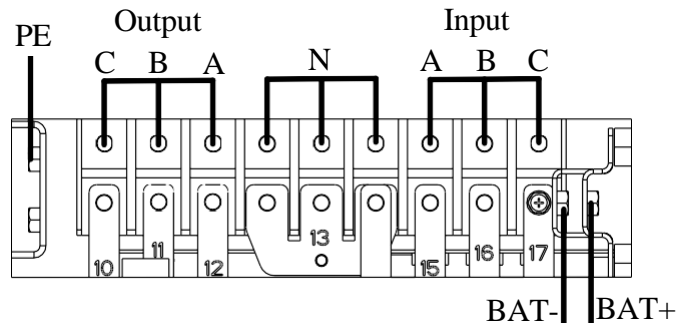 Output Input
PE
C B A N A B C
10 11 12 13 15 16 17
BAT- BAT+